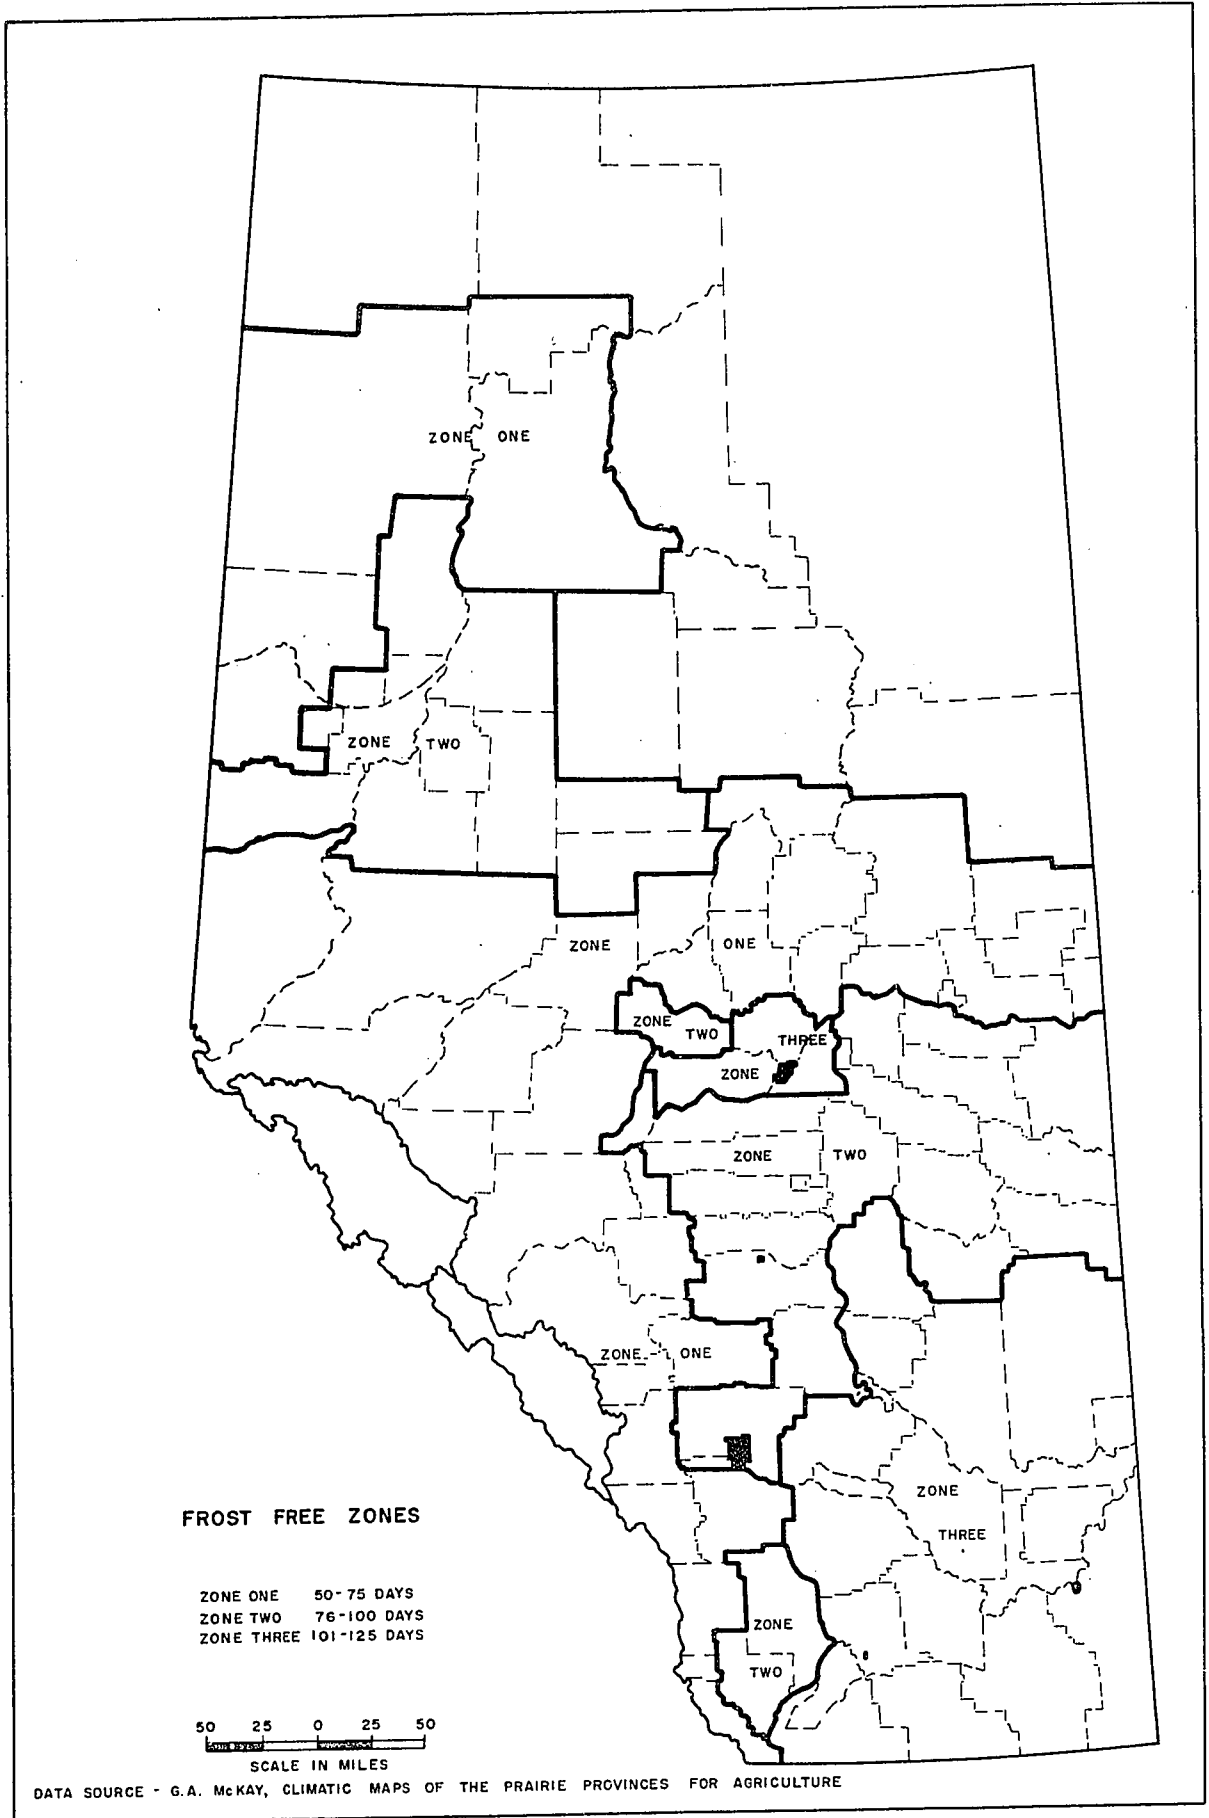 ZONE ONE
ZONE TWO
ZONE ONE
ZONE TWO
THREE
ZONE
ZONE TWO
ZONE ONE
ZONE
THREE
FROST FREE ZONES
ZONE ONE 50-75 DAYS
ZONE TWO 76-100 DAYS
ZONE THREE 101-125 DAYS
ZONE
TWO
50 25 0 25 50
SCALE IN MILES
DATA SOURCE - G.A. McKAY, CLIMATIC MAPS OF THE PRAIRIE PROVINCES FOR AGRICULTURE